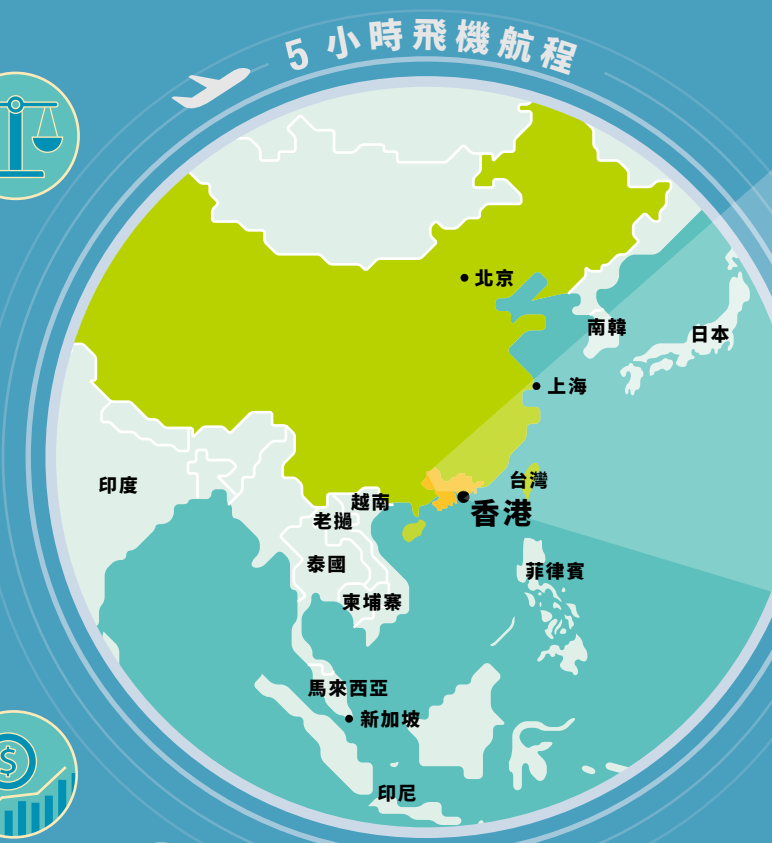 5 小時飛機航程
北京
南韓
日本
上海
印度
台灣
越南
香港
老撾
泰國
菲律賓
柬埔寨
馬來西亞
新加坡
印尼
$